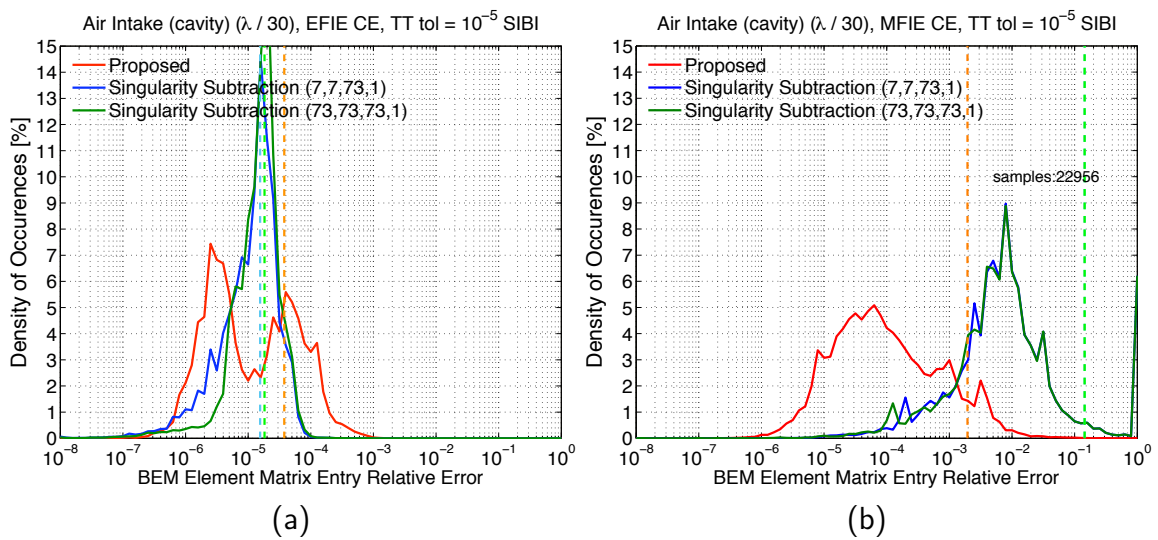 Air Intake (cavity) (λ / 30), EFIE CE, TT tol = 10⁻⁵ SIBI
15
14
13
12
11
10
9
8
7
6
5
4
3
2
1
0
Density of Occurences [%]
Proposed
Singularity Subtraction (7,7,73,1)
Singularity Subtraction (73,73,73,1)
10⁻⁸ 10⁻⁷ 10⁻⁶ 10⁻⁵ 10⁻⁴ 10⁻³ 10⁻² 10⁻¹ 10⁰
BEM Element Matrix Entry Relative Error
(a)
Air Intake (cavity) (λ / 30), MFIE CE, TT tol = 10⁻⁵ SIBI
15
14
13
12
11
10
9
8
7
6
5
4
3
2
1
0
Density of Occurences [%]
Proposed
Singularity Subtraction (7,7,73,1)
Singularity Subtraction (73,73,73,1)
samples:22956
10⁻⁸ 10⁻⁷ 10⁻⁶ 10⁻⁵ 10⁻⁴ 10⁻³ 10⁻² 10⁻¹ 10⁰
BEM Element Matrix Entry Relative Error
(b)